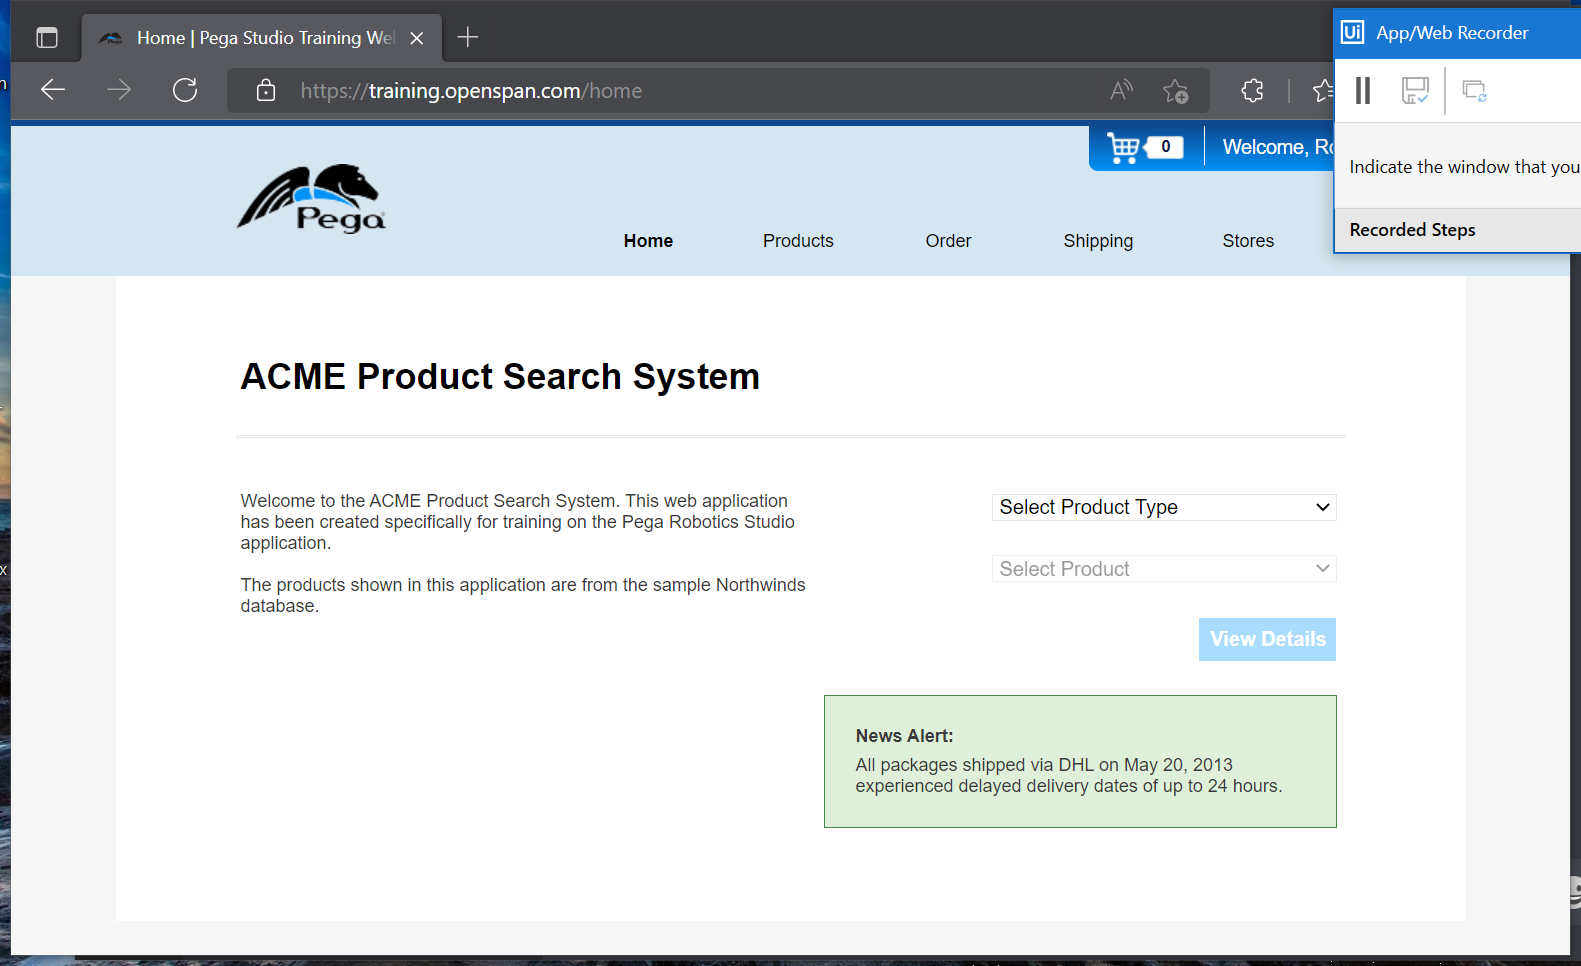 Home | Pega Studio Training Wel
Ui App/Web Recorder
https://training.openspan.com/home
0
Welcome, Ro
Indicate the window that you
Recorded Steps
Pega
Home
Products
Order
Shipping
Stores
ACME Product Search System
Welcome to the ACME Product Search System. This web application
has been created specifically for training on the Pega Robotics Studio
application.
The products shown in this application are from the sample Northwinds
database.
Select Product Type
Select Product
View Details
News Alert:
All packages shipped via DHL on May 20, 2013
experienced delayed delivery dates of up to 24 hours.